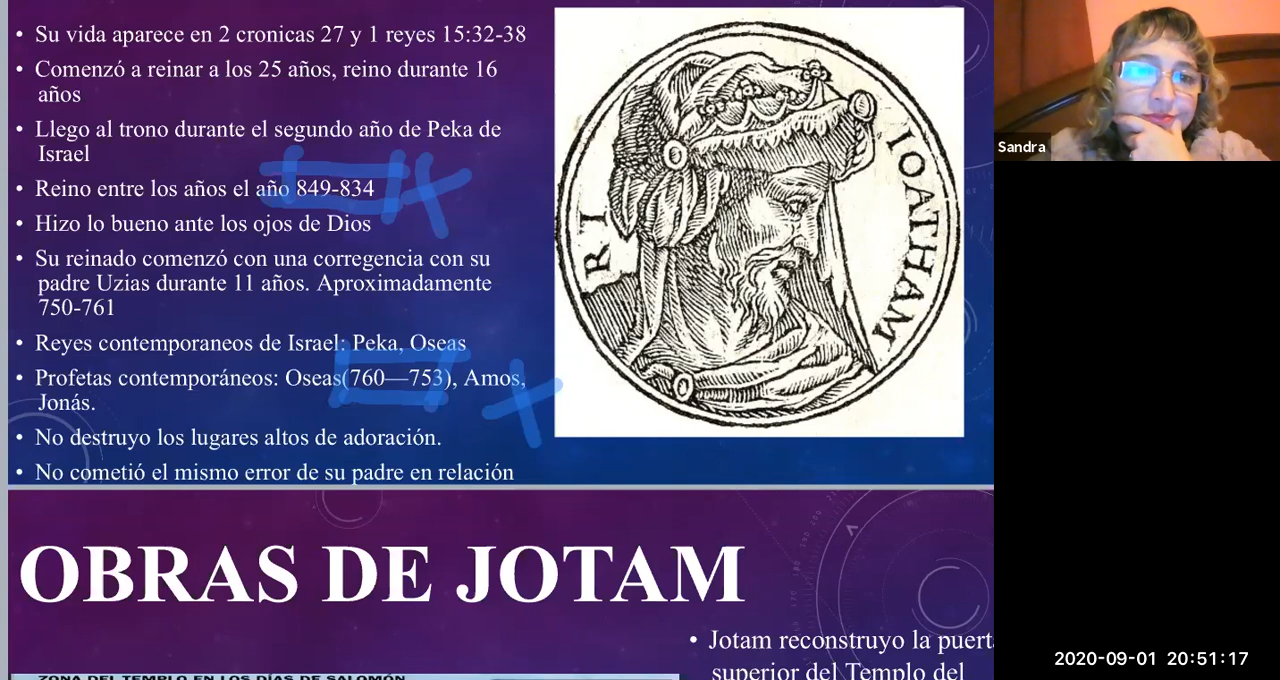 • Su vida aparece en 2 cronicas 27 y 1 reyes 15:32-38
• Comenzó a reinar a los 25 años, reino durante 16
años
• Llego al trono durante el segundo año de Peka de
Israel
• Reino entre los años el año 849-834
• Hizo lo bueno ante los ojos de Dios
• Su reinado comenzó con una corregencia con su
padre Uzias durante 11 años. Aproximadamente
750-761
• Reyes contemporaneos de Israel: Peka, Oseas
• Profetas contemporáneos: Oseas(760—753), Amos,
Jonás.
• No destruyo los lugares altos de adoración.
• No cometió el mismo error de su padre en relación
IOATHAM
RI
Sandra
OBRAS DE JOTAM
• Jotam reconstruyo la puert
superior del Templo del
ZONA DEL TEMPLO EN LOS DÍAS DE SALOMÓN
2020-09-01 20:51:17